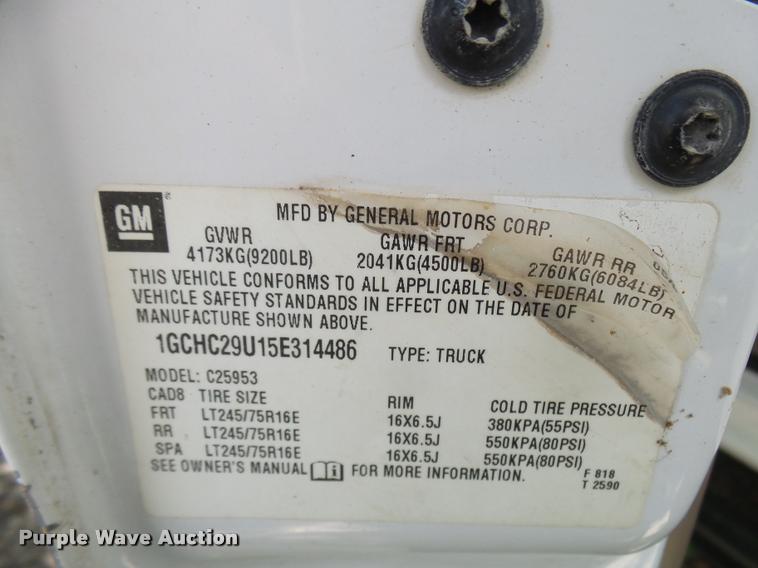 GM
MFD BY GENERAL MOTORS CORP.
GVWR GAWR FRT GAWR RR
4173KG(9200LB) 2041KG(4500LB) 2760KG(6084LB)
THIS VEHICLE CONFORMS TO ALL APPLICABLE U.S. FEDERAL MOTOR
VEHICLE SAFETY STANDARDS IN EFFECT ON THE DATE OF
MANUFACTURE SHOWN ABOVE.
1GCHC29U15E314486 TYPE: TRUCK
MODEL: C25953
CAD8 TIRE SIZE RIM COLD TIRE PRESSURE
FRT LT245/75R16E 16X6.5J 380KPA(55PSI)
RR LT245/75R16E 16X6.5J 550KPA(80PSI)
SPA LT245/75R16E 16X6.5J 550KPA(80PSI)
SEE OWNER'S MANUAL i FOR MORE INFORMATION.
F 818
T 2590
Purple Wave Auction